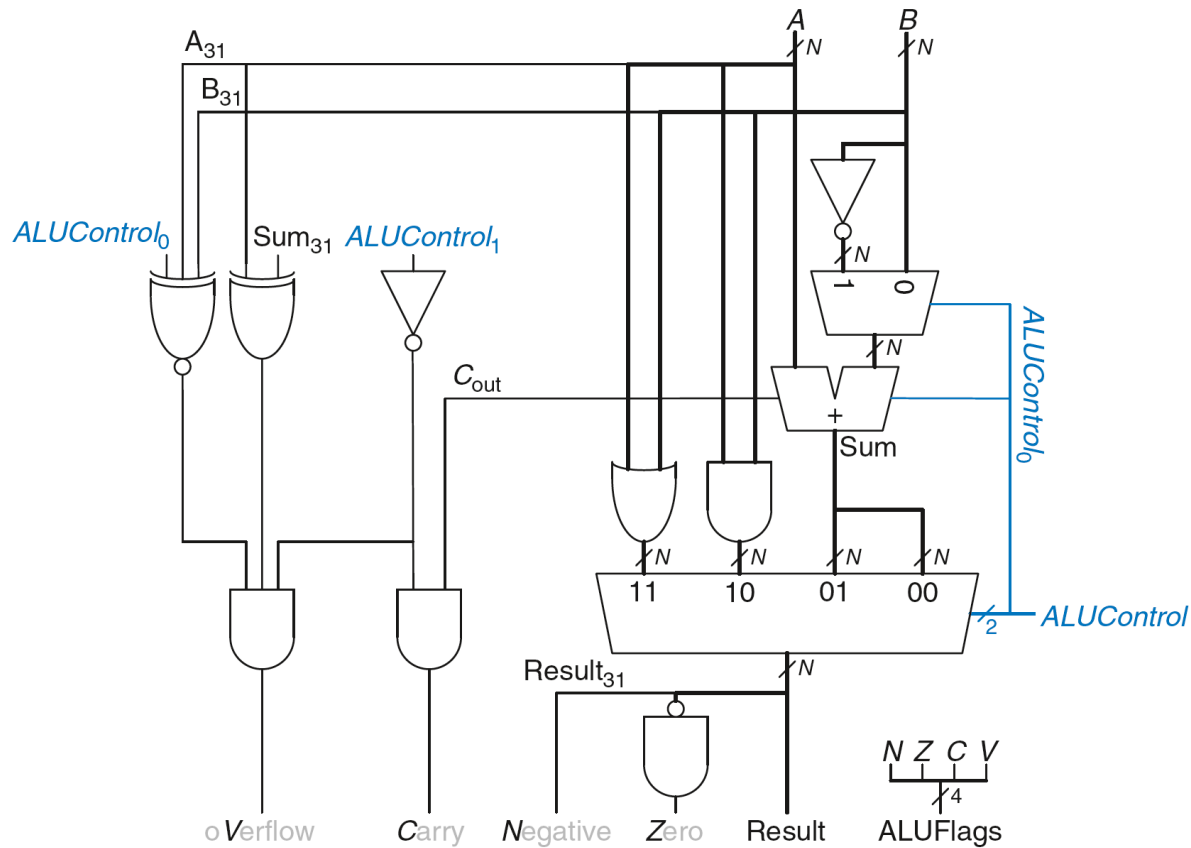 A B
A31 N N
B31
ALUControl0 Sum31 ALUControl1
N
1 0
ALUControl0
N
Cout
+
Sum
N N N N
11 10 01 00
2 ALUControl
Result31 N
N Z C V
4
oVerflow Carry Negative Zero Result ALUFlags